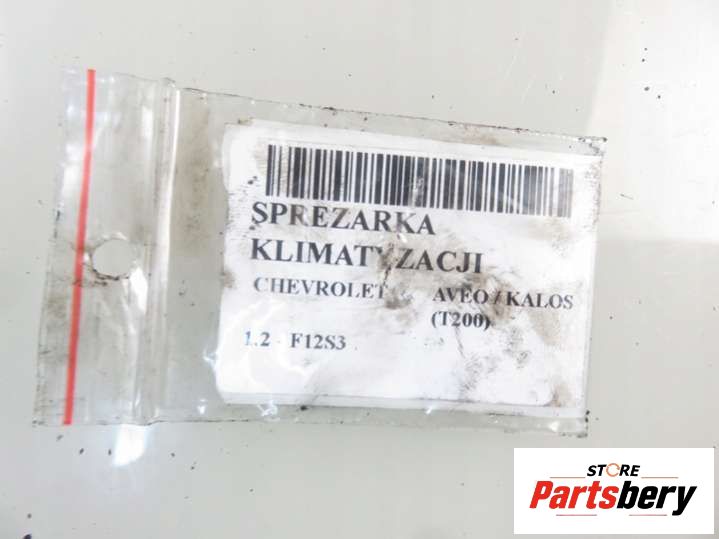 SPREZARKA
KLIMATYZACJI
CHEVROLET AVEO / KALOS
(T200)
1.2 F12S3
STORE
Partsbery